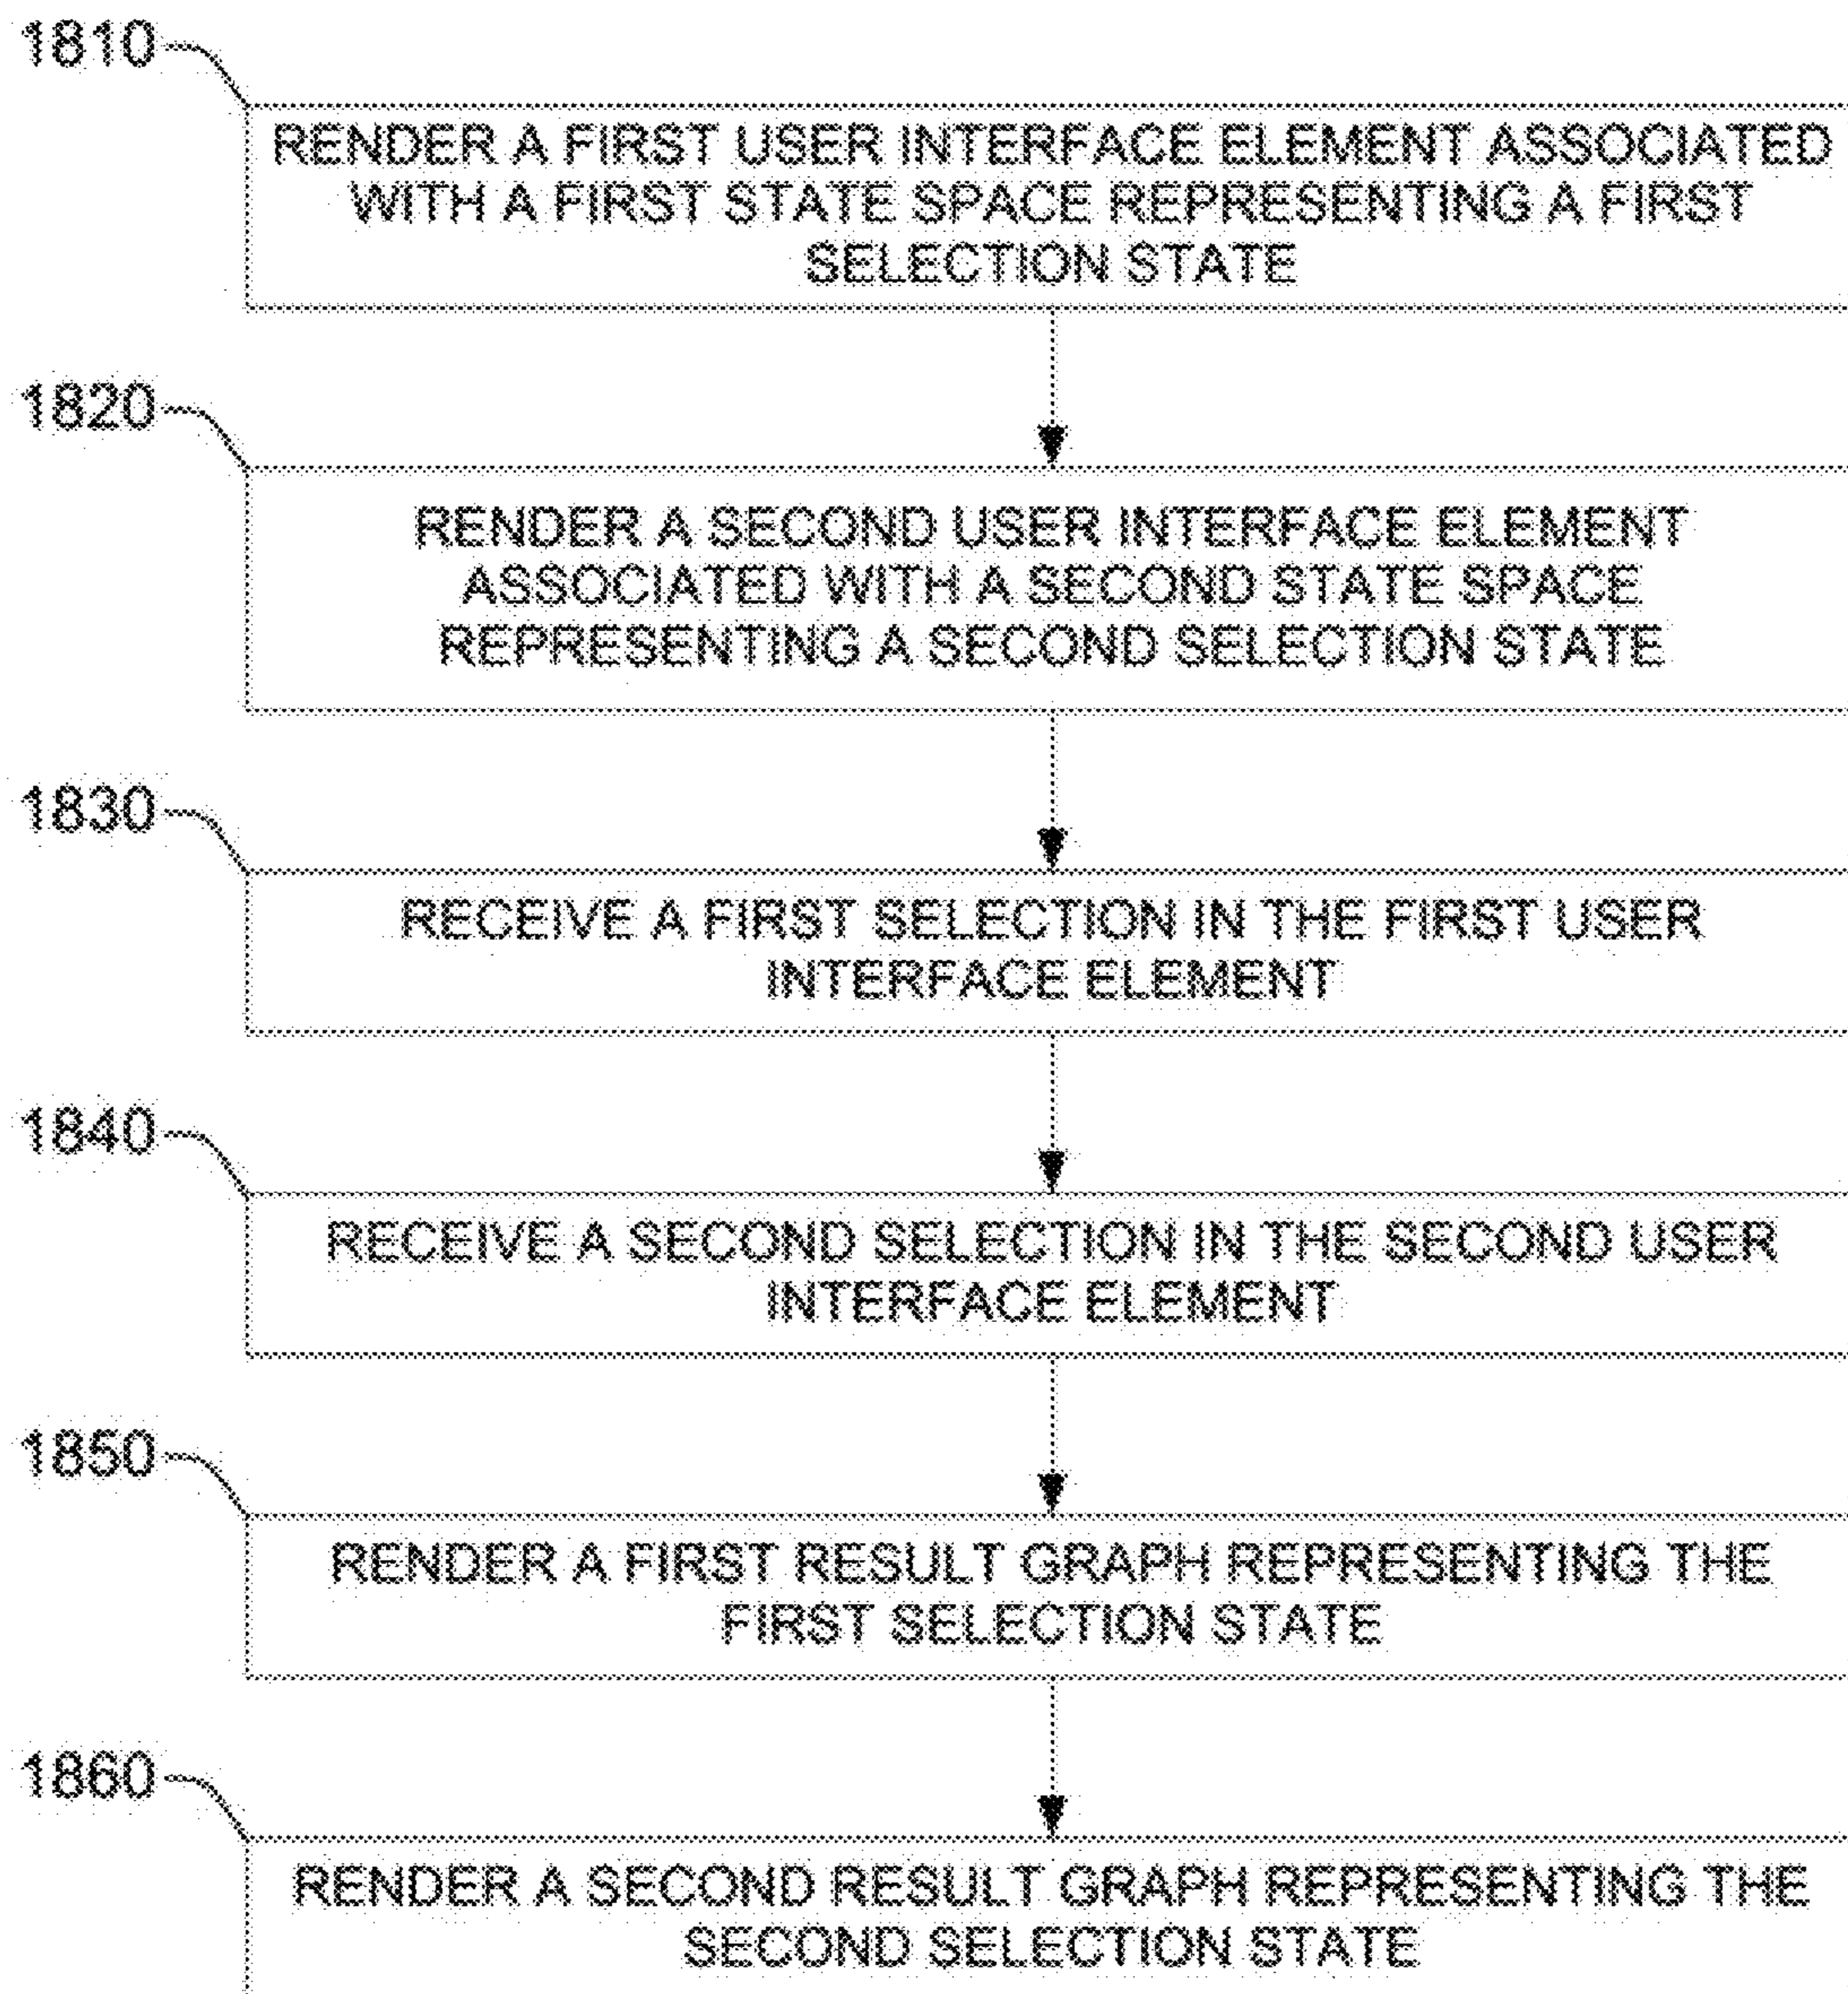 1810
RENDER A FIRST USER INTERFACE ELEMENT ASSOCIATED
WITH A FIRST STATE SPACE REPRESENTING A FIRST
SELECTION STATE
1820
RENDER A SECOND USER INTERFACE ELEMENT
ASSOCIATED WITH A SECOND STATE SPACE
REPRESENTING A SECOND SELECTION STATE
1830
RECEIVE A FIRST SELECTION IN THE FIRST USER
INTERFACE ELEMENT
1840
RECEIVE A SECOND SELECTION IN THE SECOND USER
INTERFACE ELEMENT
1850
RENDER A FIRST RESULT GRAPH REPRESENTING THE
FIRST SELECTION STATE
1860
RENDER A SECOND RESULT GRAPH REPRESENTING THE
SECOND SELECTION STATE